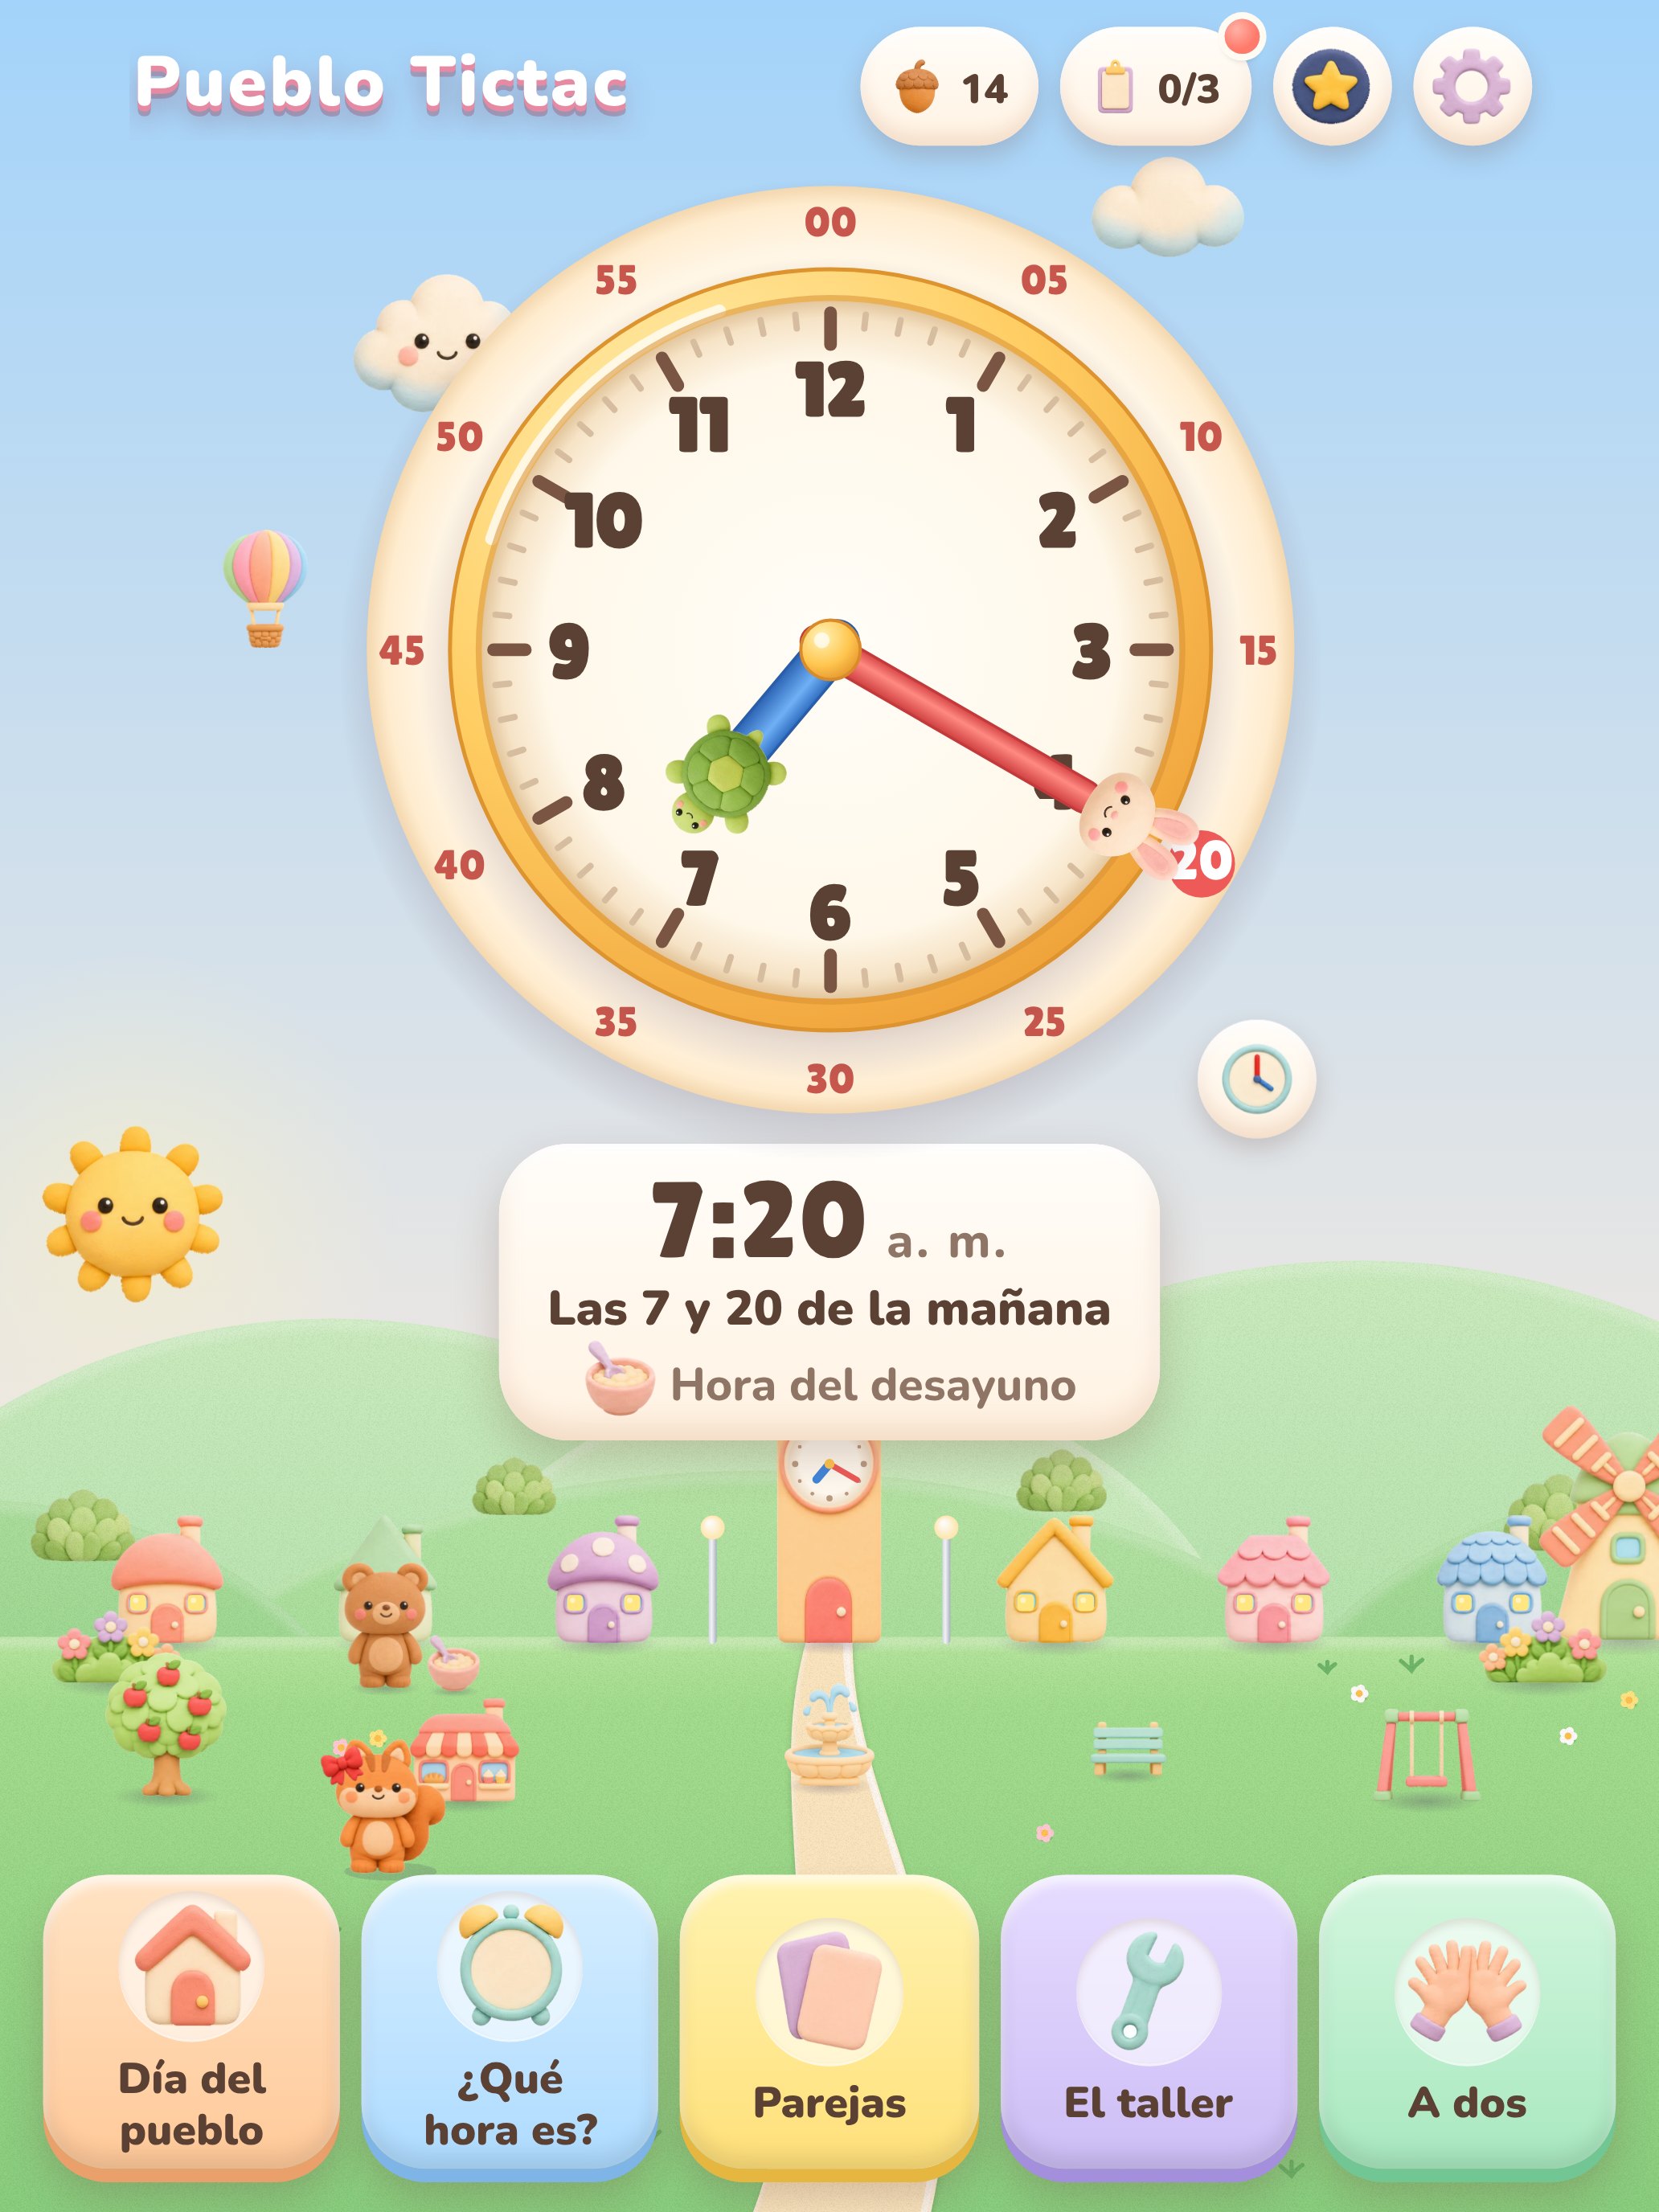 Pueblo Tictac
14
0/3
00
05
10
15
20
25
30
35
40
45
50
55
12
1
2
3
4
5
6
7
8
9
10
11
7:20 a. m.
Las 7 y 20 de la mañana
Hora del desayuno
Día del
pueblo
¿Qué
hora es?
Parejas
El taller
A dos